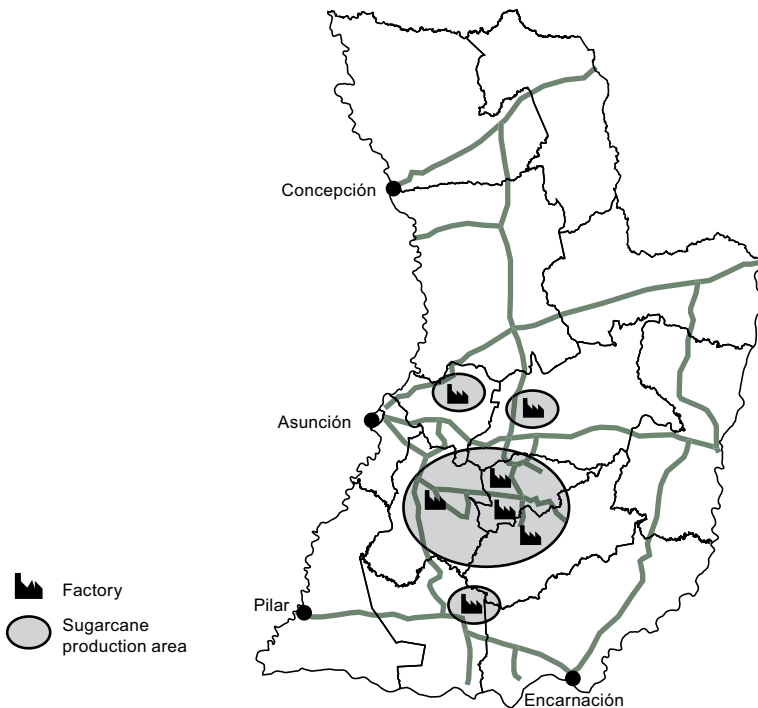 Concepción
Asunción
Factory
Pilar
Sugarcane
production area
Encarnación